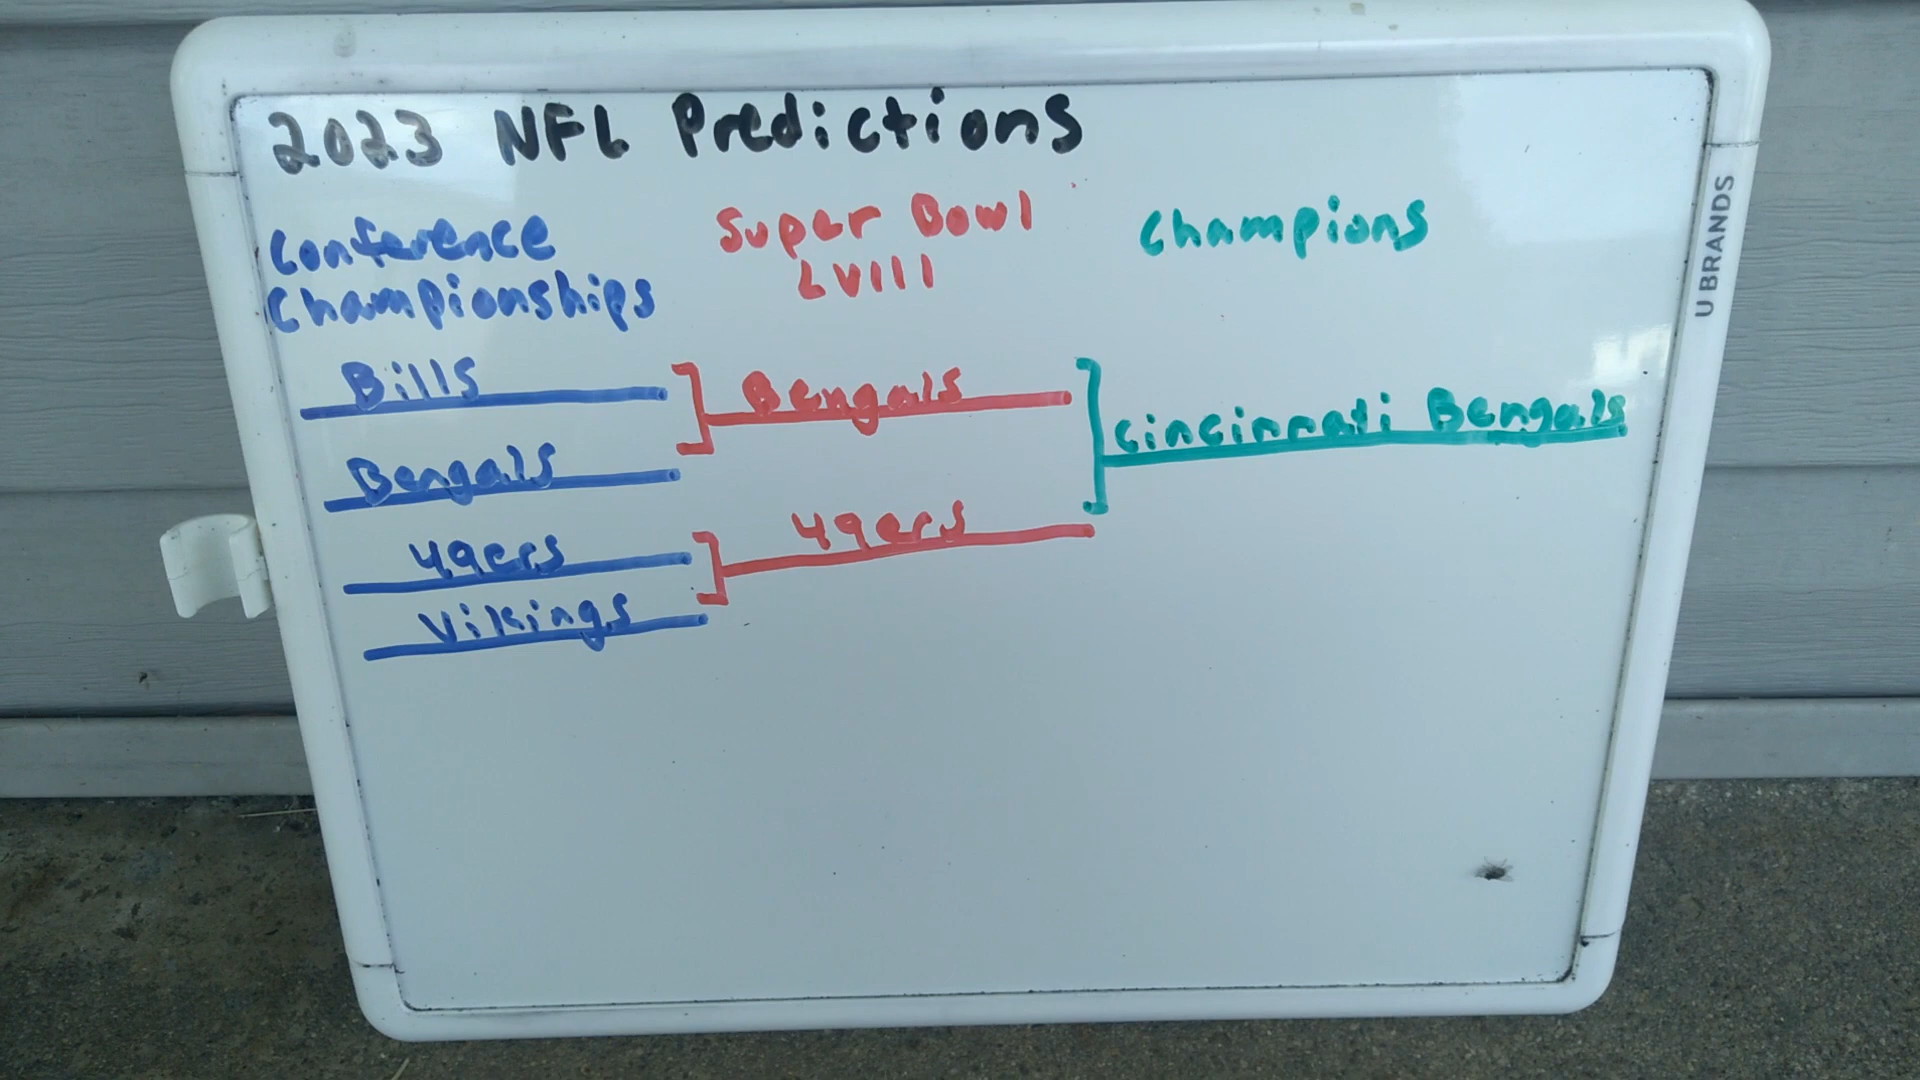 2023 NFL Predictions
Conference
Championships
Super Bowl
LVIII
Champions
Bills
Bengals
49ers
Vikings
Bengals
49ers
Cincinnati Bengals
U BRANDS